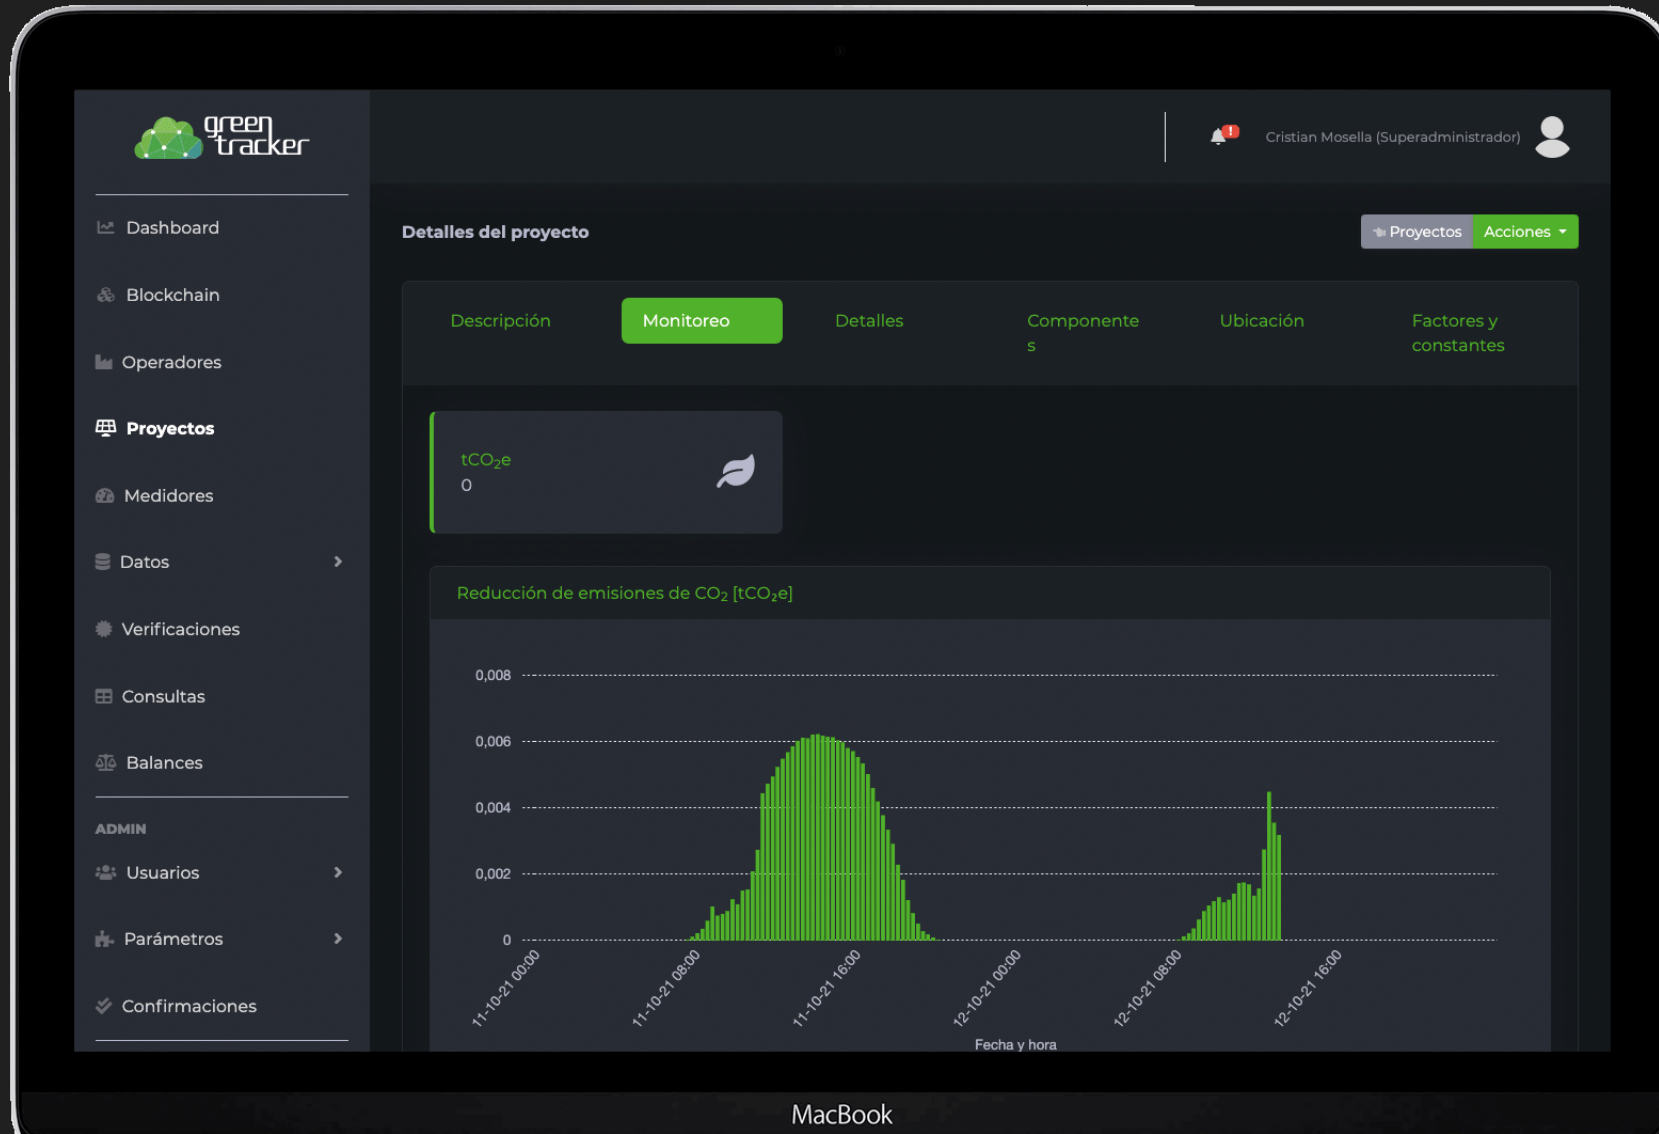 green
tracker
Cristian Mosella (Superadministrador)
Dashboard
Blockchain
Operadores
Proyectos
Medidores
Datos
Verificaciones
Consultas
Balances
ADMIN
Usuarios
Parámetros
Confirmaciones
Detalles del proyecto
Proyectos
Acciones
Descripción
Monitoreo
Detalles
Componente
s
Ubicación
Factores y
constantes
tCO₂e
0
Reducción de emisiones de CO₂ [tCO₂e]
0,008
0,006
0,004
0,002
0
11-10-21 00:00
11-10-21 08:00
11-10-21 16:00
12-10-21 00:00
12-10-21 08:00
12-10-21 16:00
Fecha y hora
MacBook